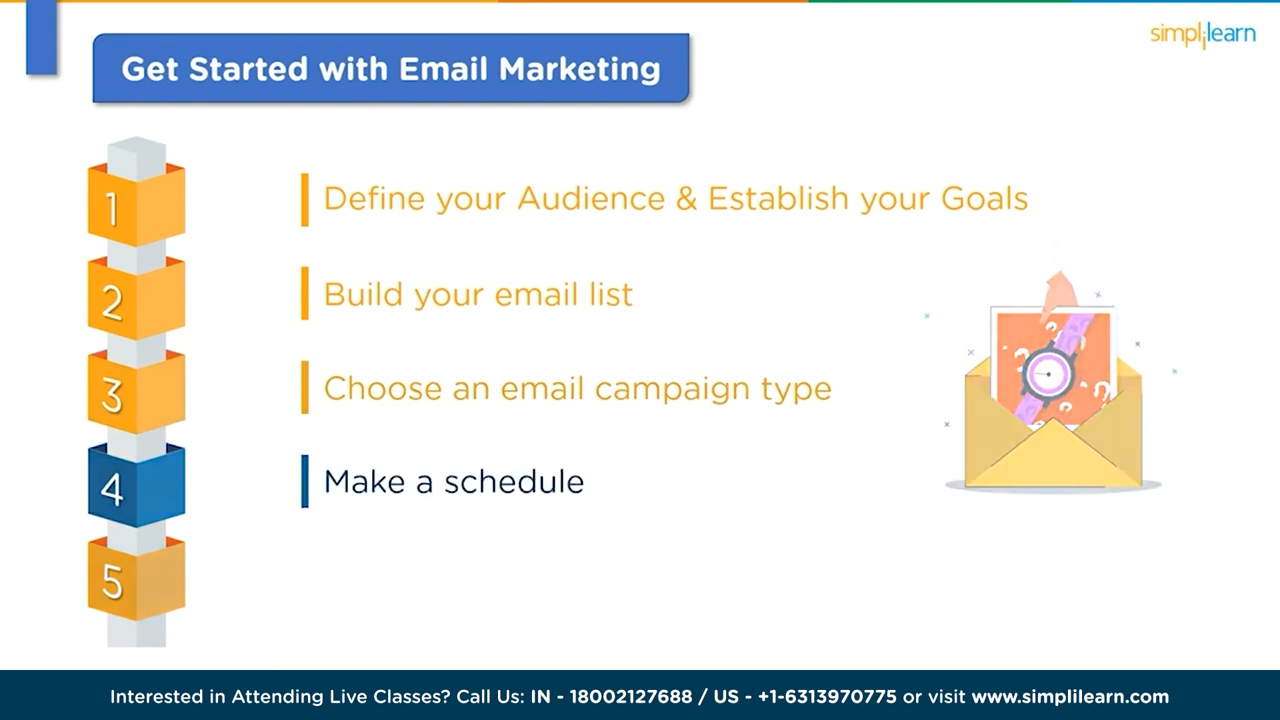 simplilearn
Get Started with Email Marketing
1
Define your Audience & Establish your Goals
2
Build your email list
3
Choose an email campaign type
4
Make a schedule
5
Interested in Attending Live Classes? Call Us: IN - 18002127688 / US - +1-6313970775 or visit www.simplilearn.com